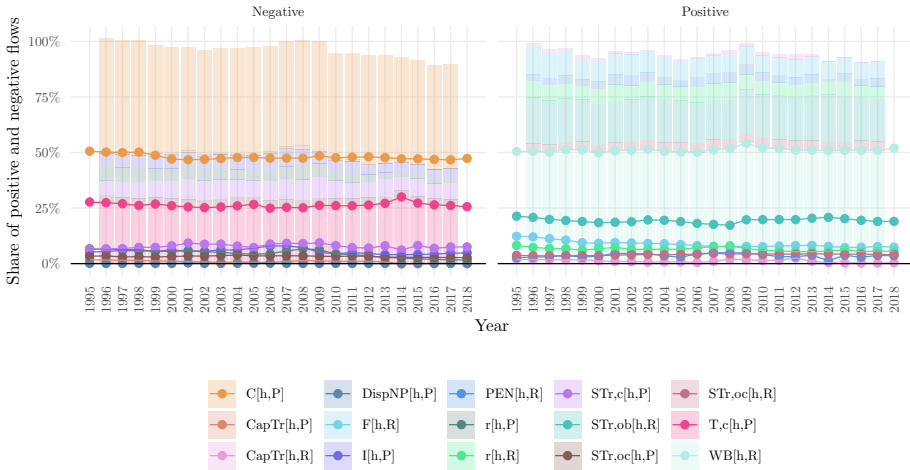 Negative
Positive
Share of positive and negative flows
100%
75%
50%
25%
0%
1995 1996 1997 1998 1999 2000 2001 2002 2003 2004 2005 2006 2007 2008 2009 2010 2011 2012 2013 2014 2015 2016 2017 2018
1995 1996 1997 1998 1999 2000 2001 2002 2003 2004 2005 2006 2007 2008 2009 2010 2011 2012 2013 2014 2015 2016 2017 2018
Year
C[h,P] DispNP[h,P] PEN[h,R] STr,c[h,P] STr,oc[h,R]
CapTr[h,P] F[h,R] r[h,P] STr,ob[h,R] T,c[h,P]
CapTr[h,R] I[h,P] r[h,R] STr,oc[h,P] WB[h,R]